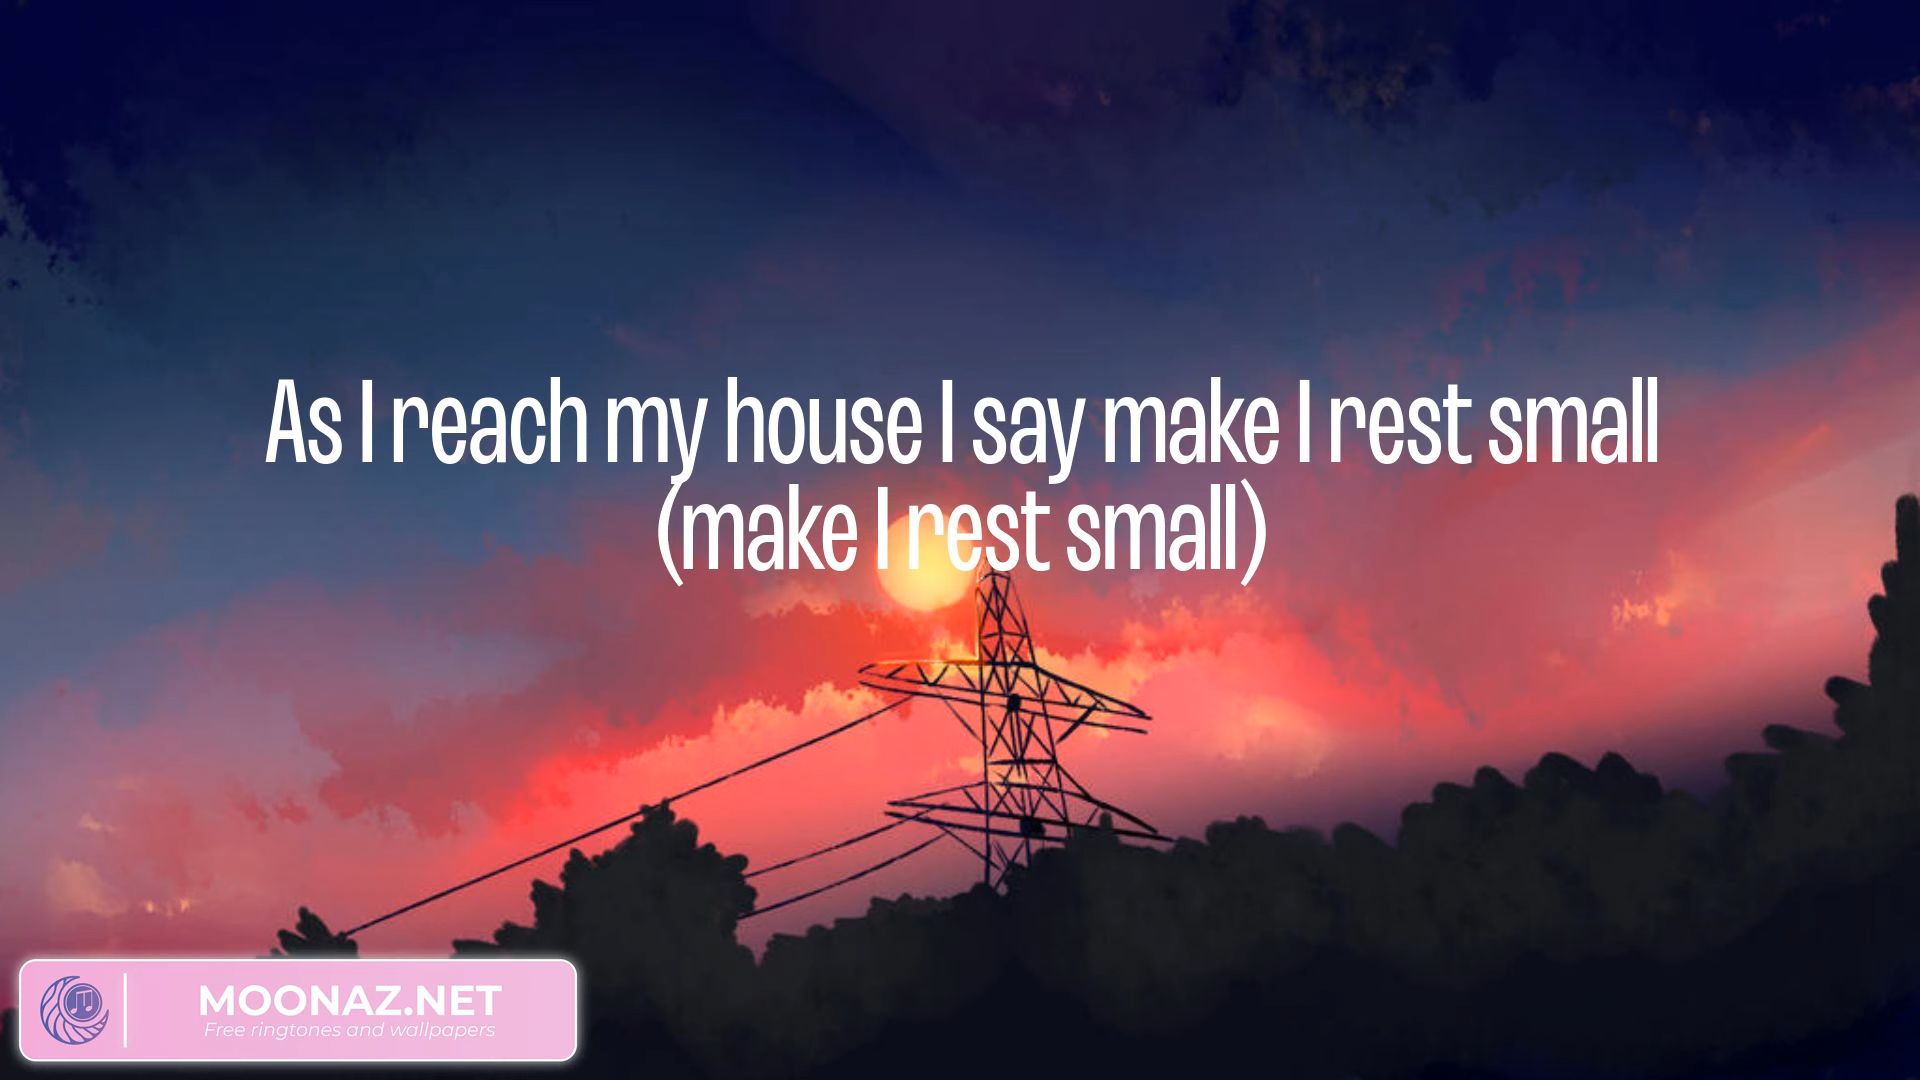 As I reach my house I say make I rest small
(make I rest small)
MOONAZ.NET
Free ringtones and wallpapers